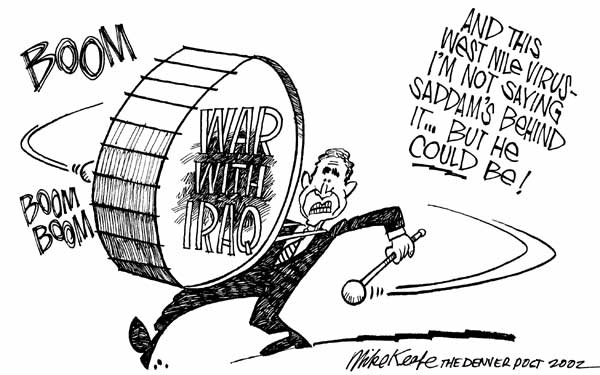 BOOM
BOOM
BOOM
WAR
WITH
IRAQ
AND THIS
WEST NILE VIRUS-
I'M NOT SAYING
SADDAM'S BEHIND
IT... BUT HE
COULD BE!
Mike Keefe THE DENVER POST 2002